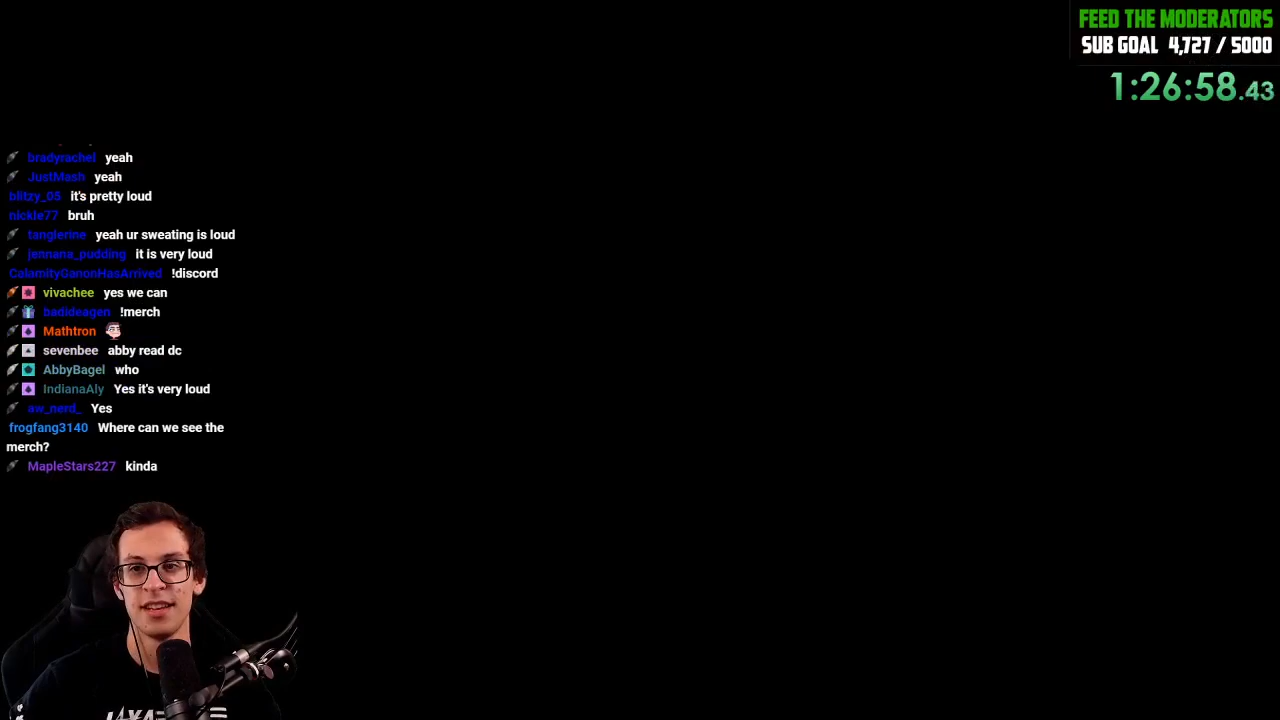 FEED THE MODERATORS
SUB GOAL 4,727 / 5000
1:26:58.43
bradyrachel yeah
JustMash yeah
blitzy_05 it's pretty loud
nickle77 bruh
tanglerine yeah ur sweating is loud
jennana_pudding it is very loud
CalamityGanonHasArrived !discord
vivachee yes we can
badideagen !merch
Mathtron
sevenbee abby read dc
AbbyBagel who
IndianaAly Yes it's very loud
aw_nerd_ Yes
frogfang3140 Where can we see the
merch?
MapleStars227 kinda